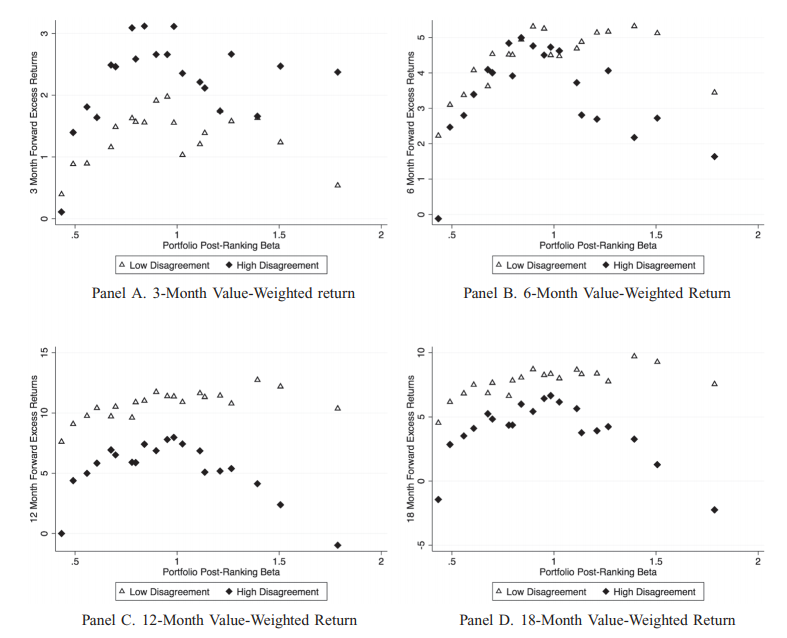 3 Month Forward Excess Returns
3
2
1
0
.5 1 1.5 2
Portfolio Post-Ranking Beta
Low Disagreement High Disagreement
Panel A. 3-Month Value-Weighted return
6 Month Forward Excess Returns
5
4
3
2
1
0
.5 1 1.5 2
Portfolio Post-Ranking Beta
Low Disagreement High Disagreement
Panel B. 6-Month Value-Weighted Return
12 Month Forward Excess Returns
15
10
5
0
.5 1 1.5 2
Portfolio Post-Ranking Beta
Low Disagreement High Disagreement
Panel C. 12-Month Value-Weighted Return
18 Month Forward Excess Returns
10
5
0
-5
.5 1 1.5 2
Portfolio Post-Ranking Beta
Low Disagreement High Disagreement
Panel D. 18-Month Value-Weighted Return